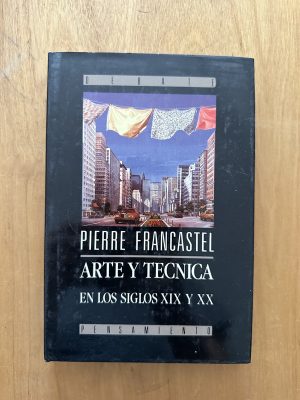 DEBATE
PIERRE FRANCASTEL
ARTE Y TECNICA
EN LOS SIGLOS XIX Y XX
PENSAMIENTO